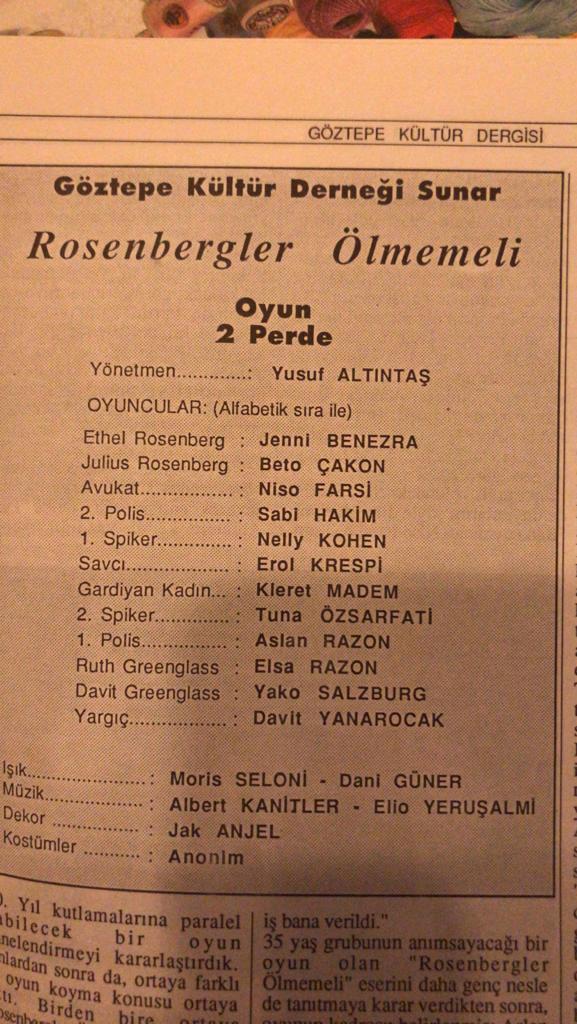 GÖZTEPE KÜLTÜR DERGİSİ
Göztepe Kültür Derneği Sunar
Rosenbergler Ölmemeli
Oyun
2 Perde
Yönetmen.............: Yusuf ALTINTAŞ
OYUNCULAR: (Alfabetik sıra ile)
Ethel Rosenberg : Jenni BENEZRA
Julius Rosenberg : Beto ÇAKON
Avukat.................: Niso FARSİ
2. Polis................: Sabi HAKİM
1. Spiker..............: Nelly KOHEN
Savcı...................: Erol KRESPİ
Gardiyan Kadın... : Kleret MADEM
2. Spiker..............: Tuna ÖZSARFATİ
1. Polis................: Aslan RAZON
Ruth Greenglass : Elsa RAZON
Davit Greenglass : Yako SALZBURG
Yargıç..................: Davit YANAROCAK
Işık.......................: Moris SELONİ - Dani GÜNER
Müzik..................: Albert KANİTLER - Elio YERUŞALMİ
Dekor ................: Jak ANJEL
Kostümler ..........: Anonim
0. Yıl kutlamalarına paralel
bir oyun
kararlaştırdık.
sonra da, ortaya farklı
oyun koyma konusu ortaya
Birden bire
iş bana verildi."
35 yaş grubunun anımsayacağı bir
oyun olan "Rosenbergler
Ölmemeli" eserini daha genç nesle
de tanıtmaya karar verdikten sonra,